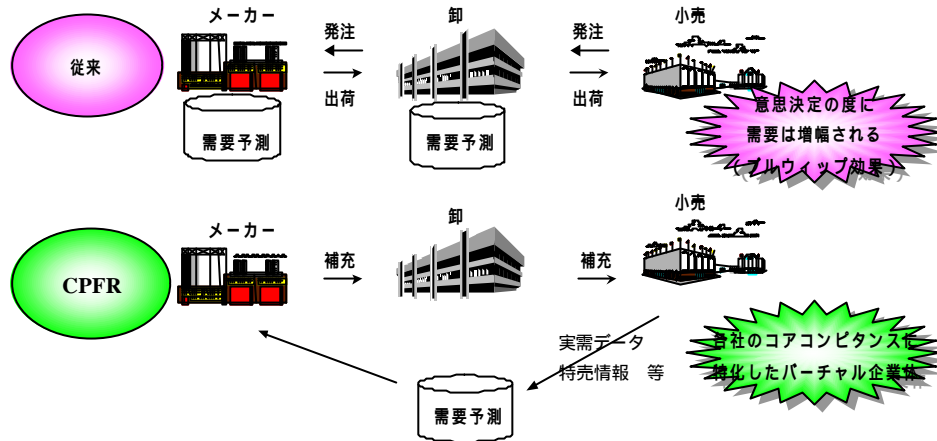 メーカー
卸
小売
従来
発注
出荷
発注
出荷
需要予測
需要予測
意思決定の度に
需要は増幅される
(ブルウィップ効果)
メーカー
卸
小売
CPFR
補充
補充
実需データ
特売情報 等
需要予測
各社のコアコンピタンスに
特化したバーチャル企業体